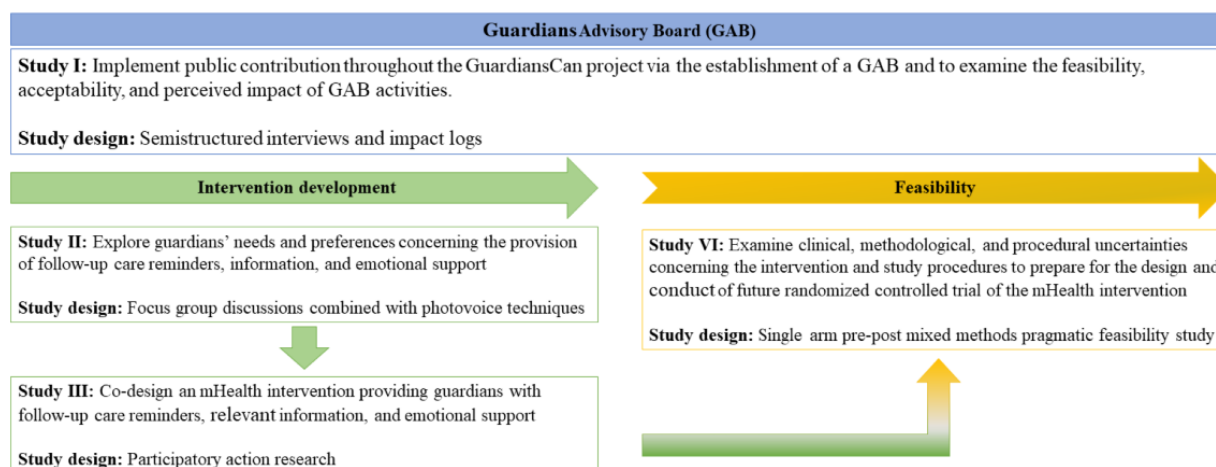 Guardians Advisory Board (GAB)
Study I: Implement public contribution throughout the GuardiansCan project via the establishment of a GAB and to examine the feasibility,
acceptability, and perceived impact of GAB activities.
Study design: Semistructured interviews and impact logs
Intervention development
Study II: Explore guardians’ needs and preferences concerning the provision
of follow-up care reminders, information, and emotional support
Study design: Focus group discussions combined with photovoice techniques
Study III: Co-design an mHealth intervention providing guardians with
follow-up care reminders, relevant information, and emotional support
Study design: Participatory action research
Feasibility
Study VI: Examine clinical, methodological, and procedural uncertainties
concerning the intervention and study procedures to prepare for the design and
conduct of future randomized controlled trial of the mHealth intervention
Study design: Single arm pre-post mixed methods pragmatic feasibility study